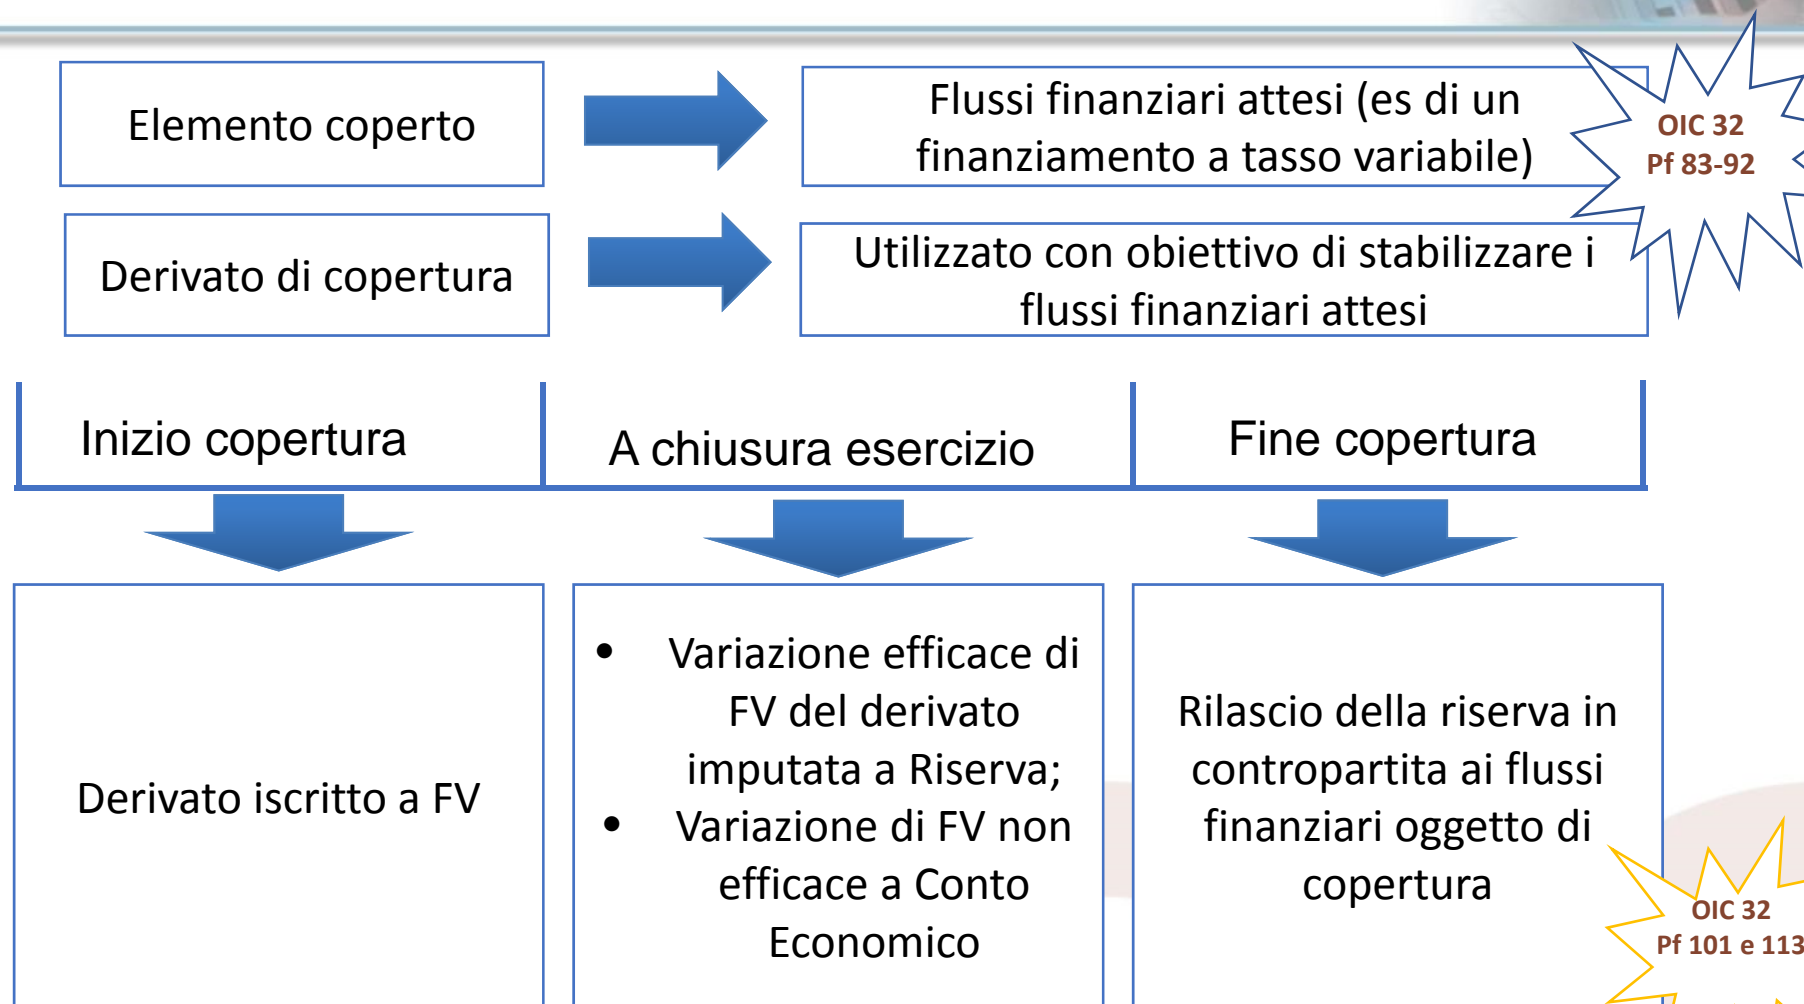 Elemento coperto
Flussi finanziari attesi (es di un
finanziamento a tasso variabile)
OIC 32
Pf 83-92
Derivato di copertura
Utilizzato con obiettivo di stabilizzare i
flussi finanziari attesi
Inizio copertura
A chiusura esercizio
Fine copertura
Derivato iscritto a FV
• Variazione efficace di
FV del derivato
imputata a Riserva;
• Variazione di FV non
efficace a Conto
Economico
Rilascio della riserva in
contropartita ai flussi
finanziari oggetto di
copertura
OIC 32
Pf 101 e 113